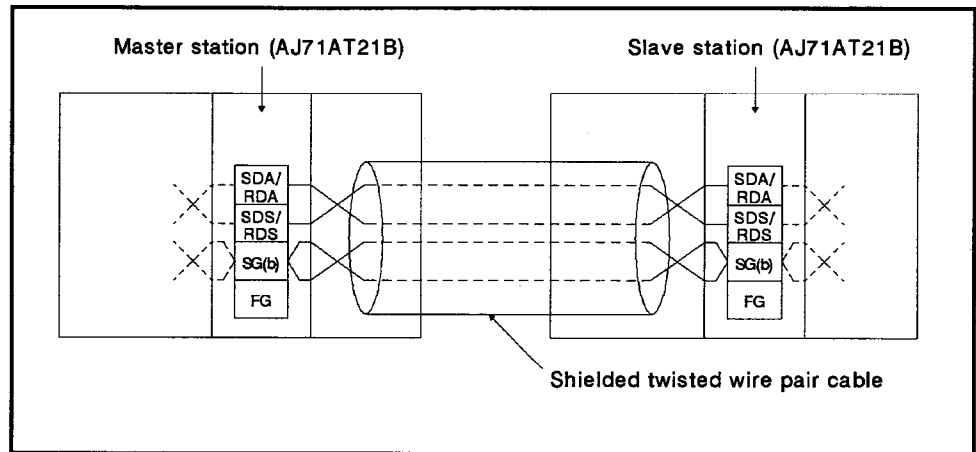 Master station (AJ71AT21B)
Slave station (AJ71AT21B)
SDA/
RDA
SDS/
RDS
SG(b)
FG
SDA/
RDA
SDS/
RDS
SG(b)
FG
Shielded twisted wire pair cable